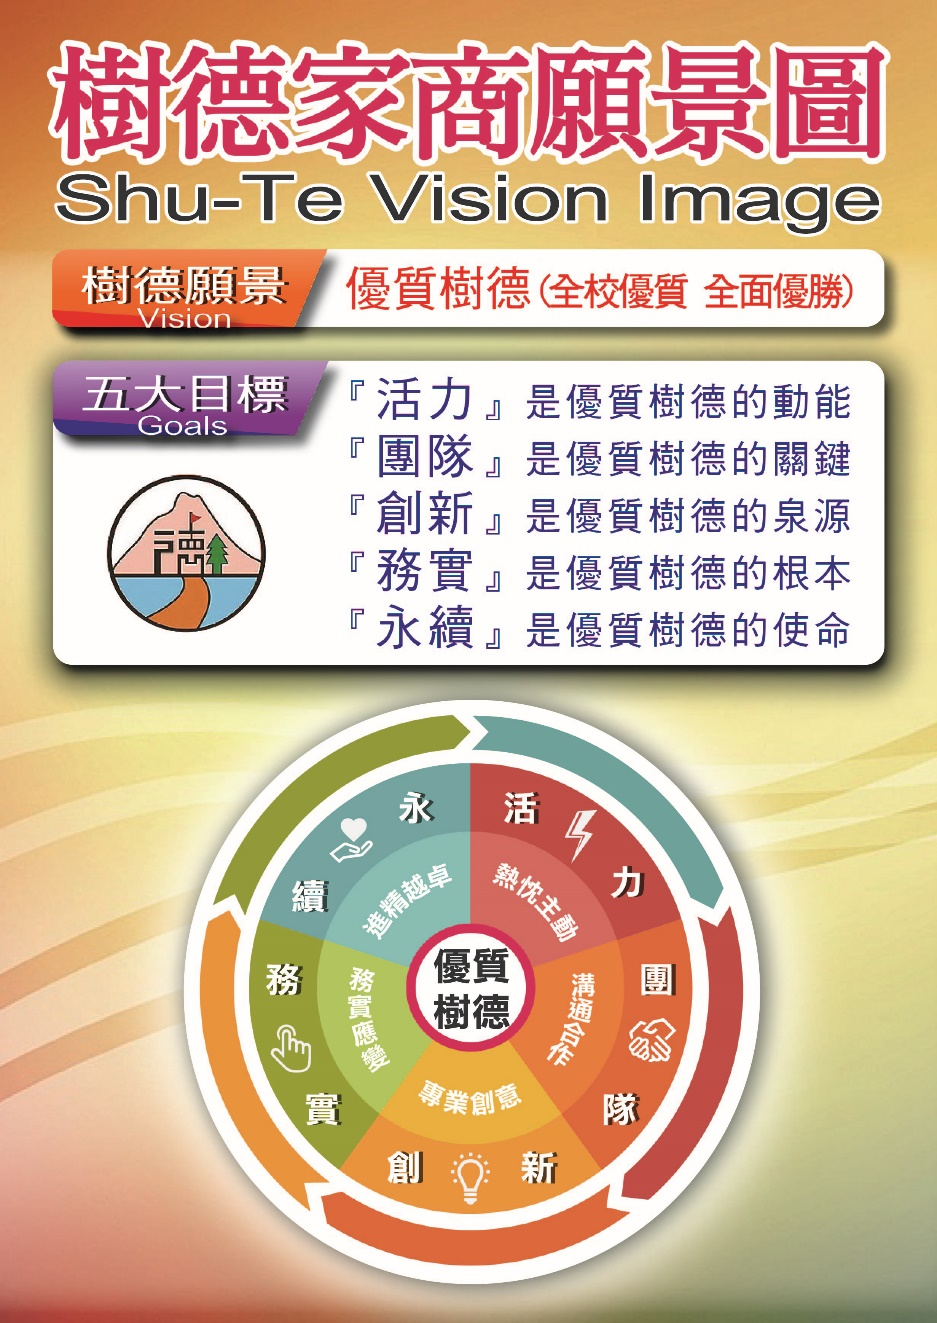 樹德家商願景圖
Shu-Te Vision Image
樹德願景
Vision
優質樹德(全校優質 全面優勝)
五大目標
Goals
『活力』是優質樹德的動能
『團隊』是優質樹德的關鍵
『創新』是優質樹德的泉源
『務實』是優質樹德的根本
『永續』是優質樹德的使命
德
活力
熱忱主動
團隊
溝通合作
創新
專業創意
務實
務實應變
永續
進精越卓
優質
樹德